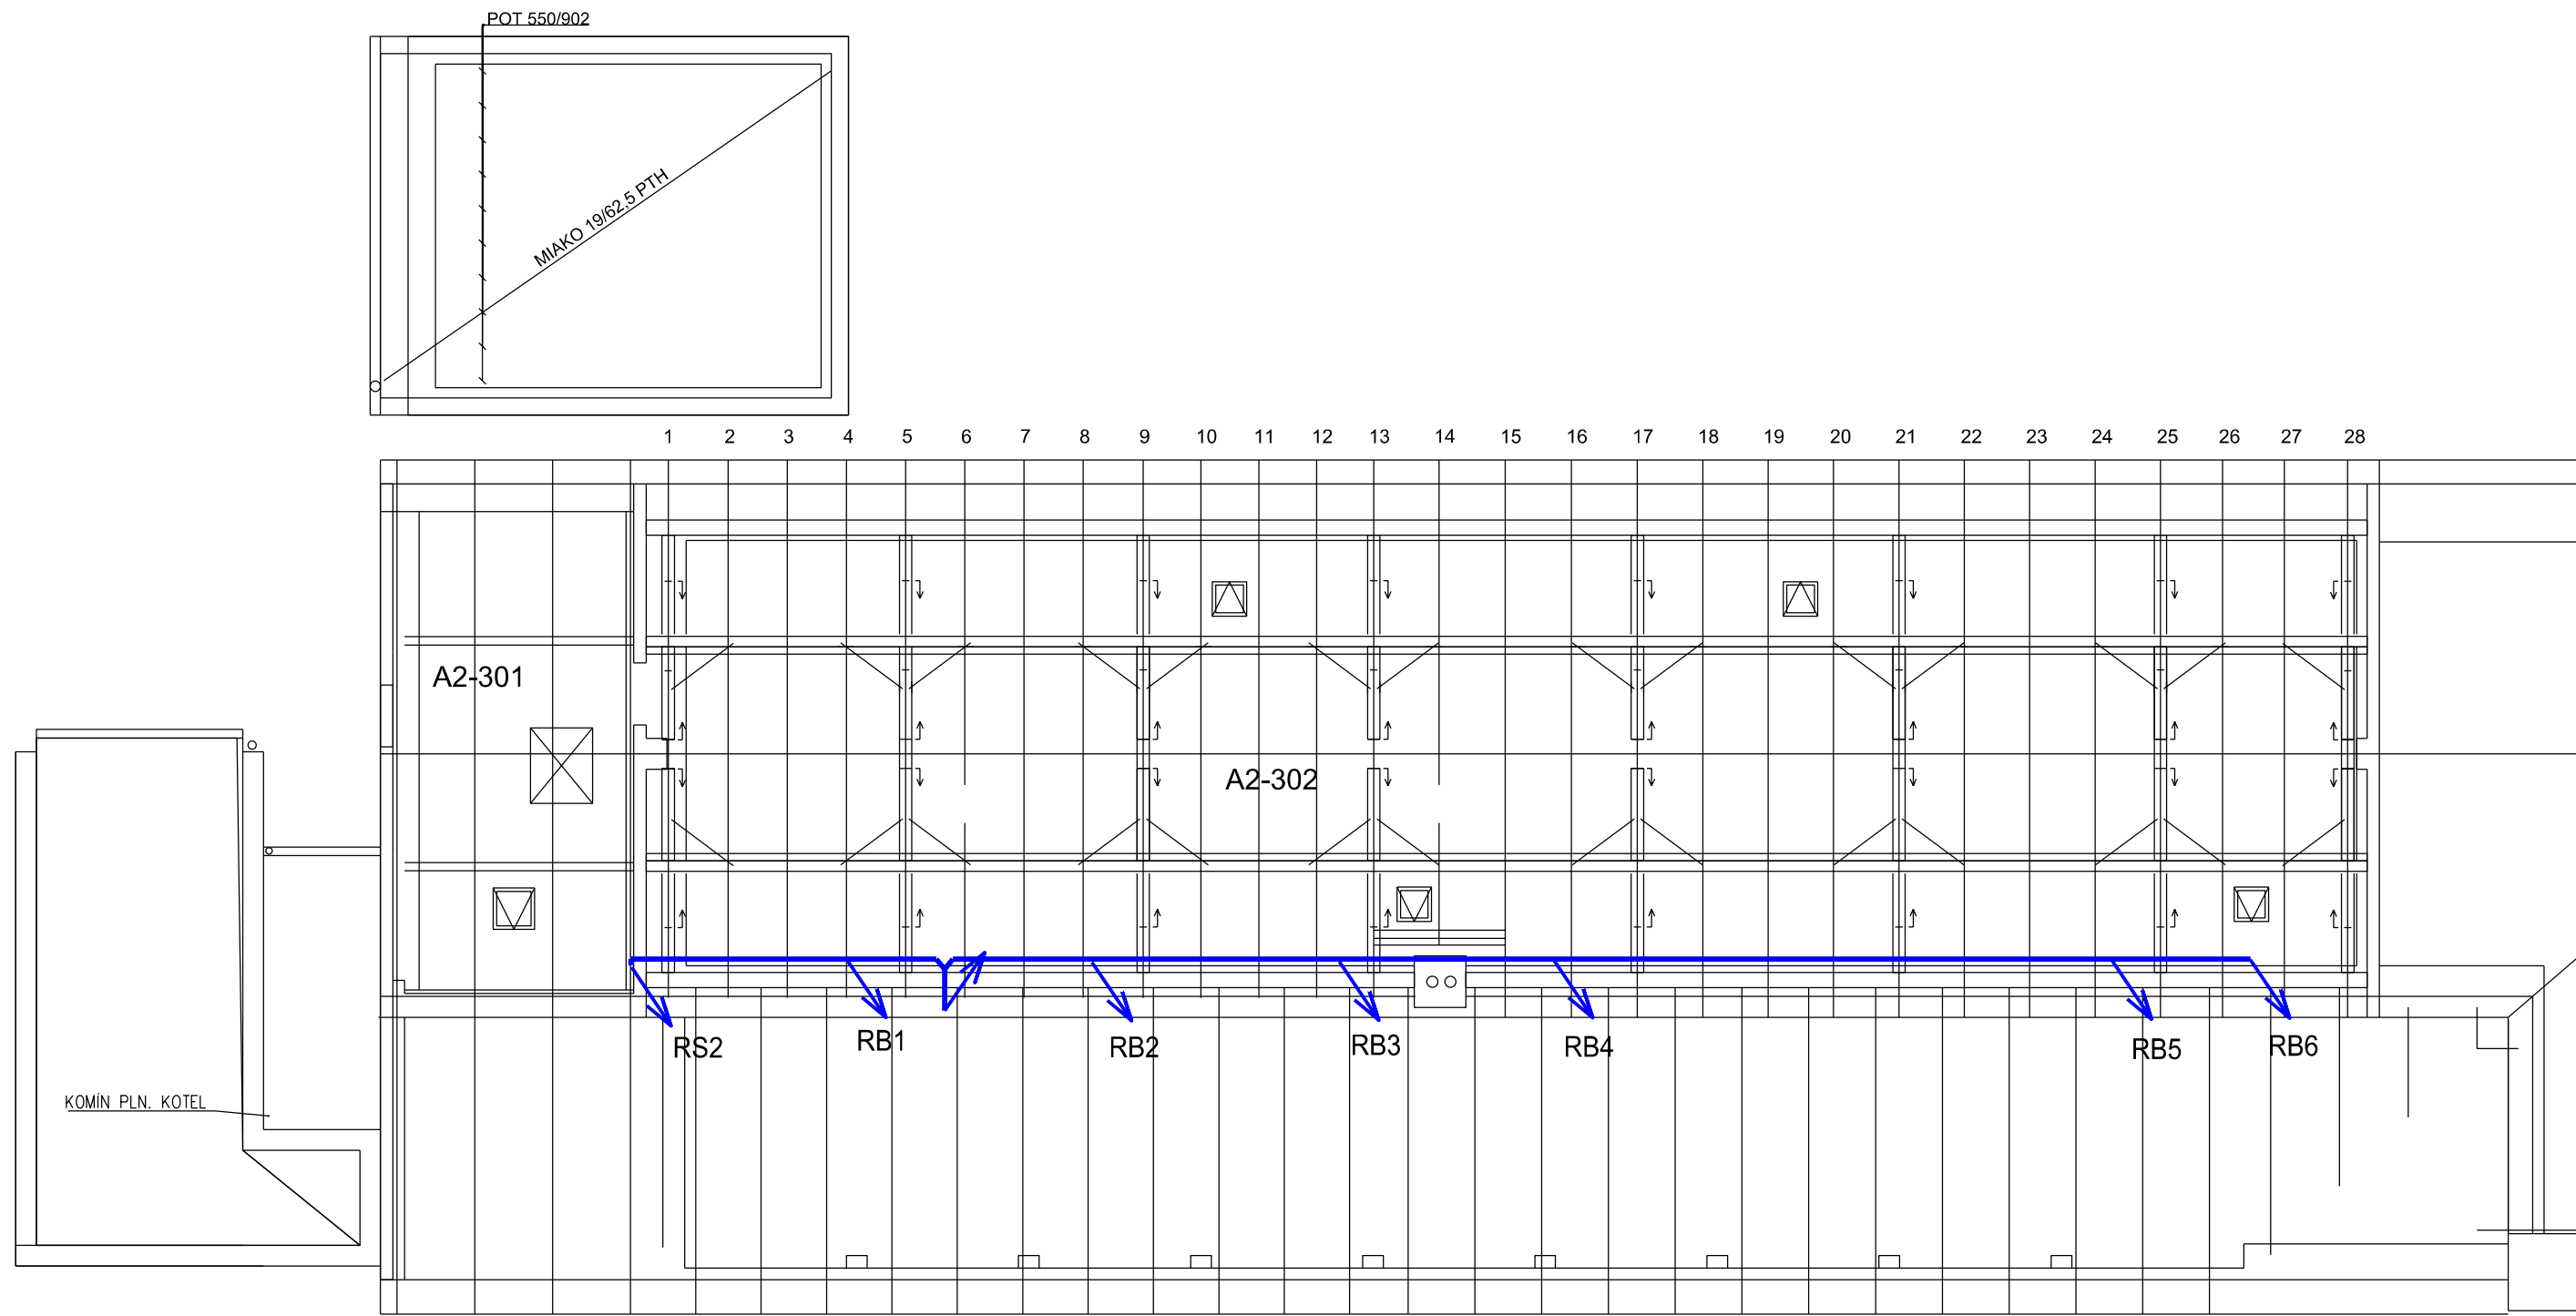 POT 550/902
MIAKO 19/62,5 PTH
1 2 3 4 5 6 7 8 9 10 11 12 13 14 15 16 17 18 19 20 21 22 23 24 25 26 27 28
A2-301
A2-302
RS2 RB1 RB2 RB3 RB4 RB5 RB6
KOMÍN PLN. KOTEL